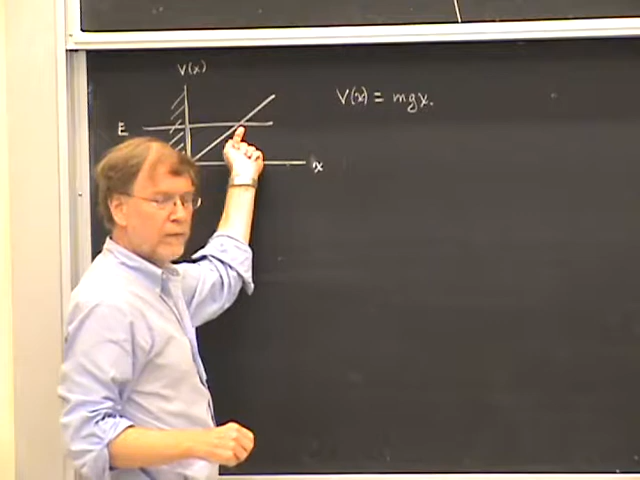 V(x)
V(x) = mgx.
E
x